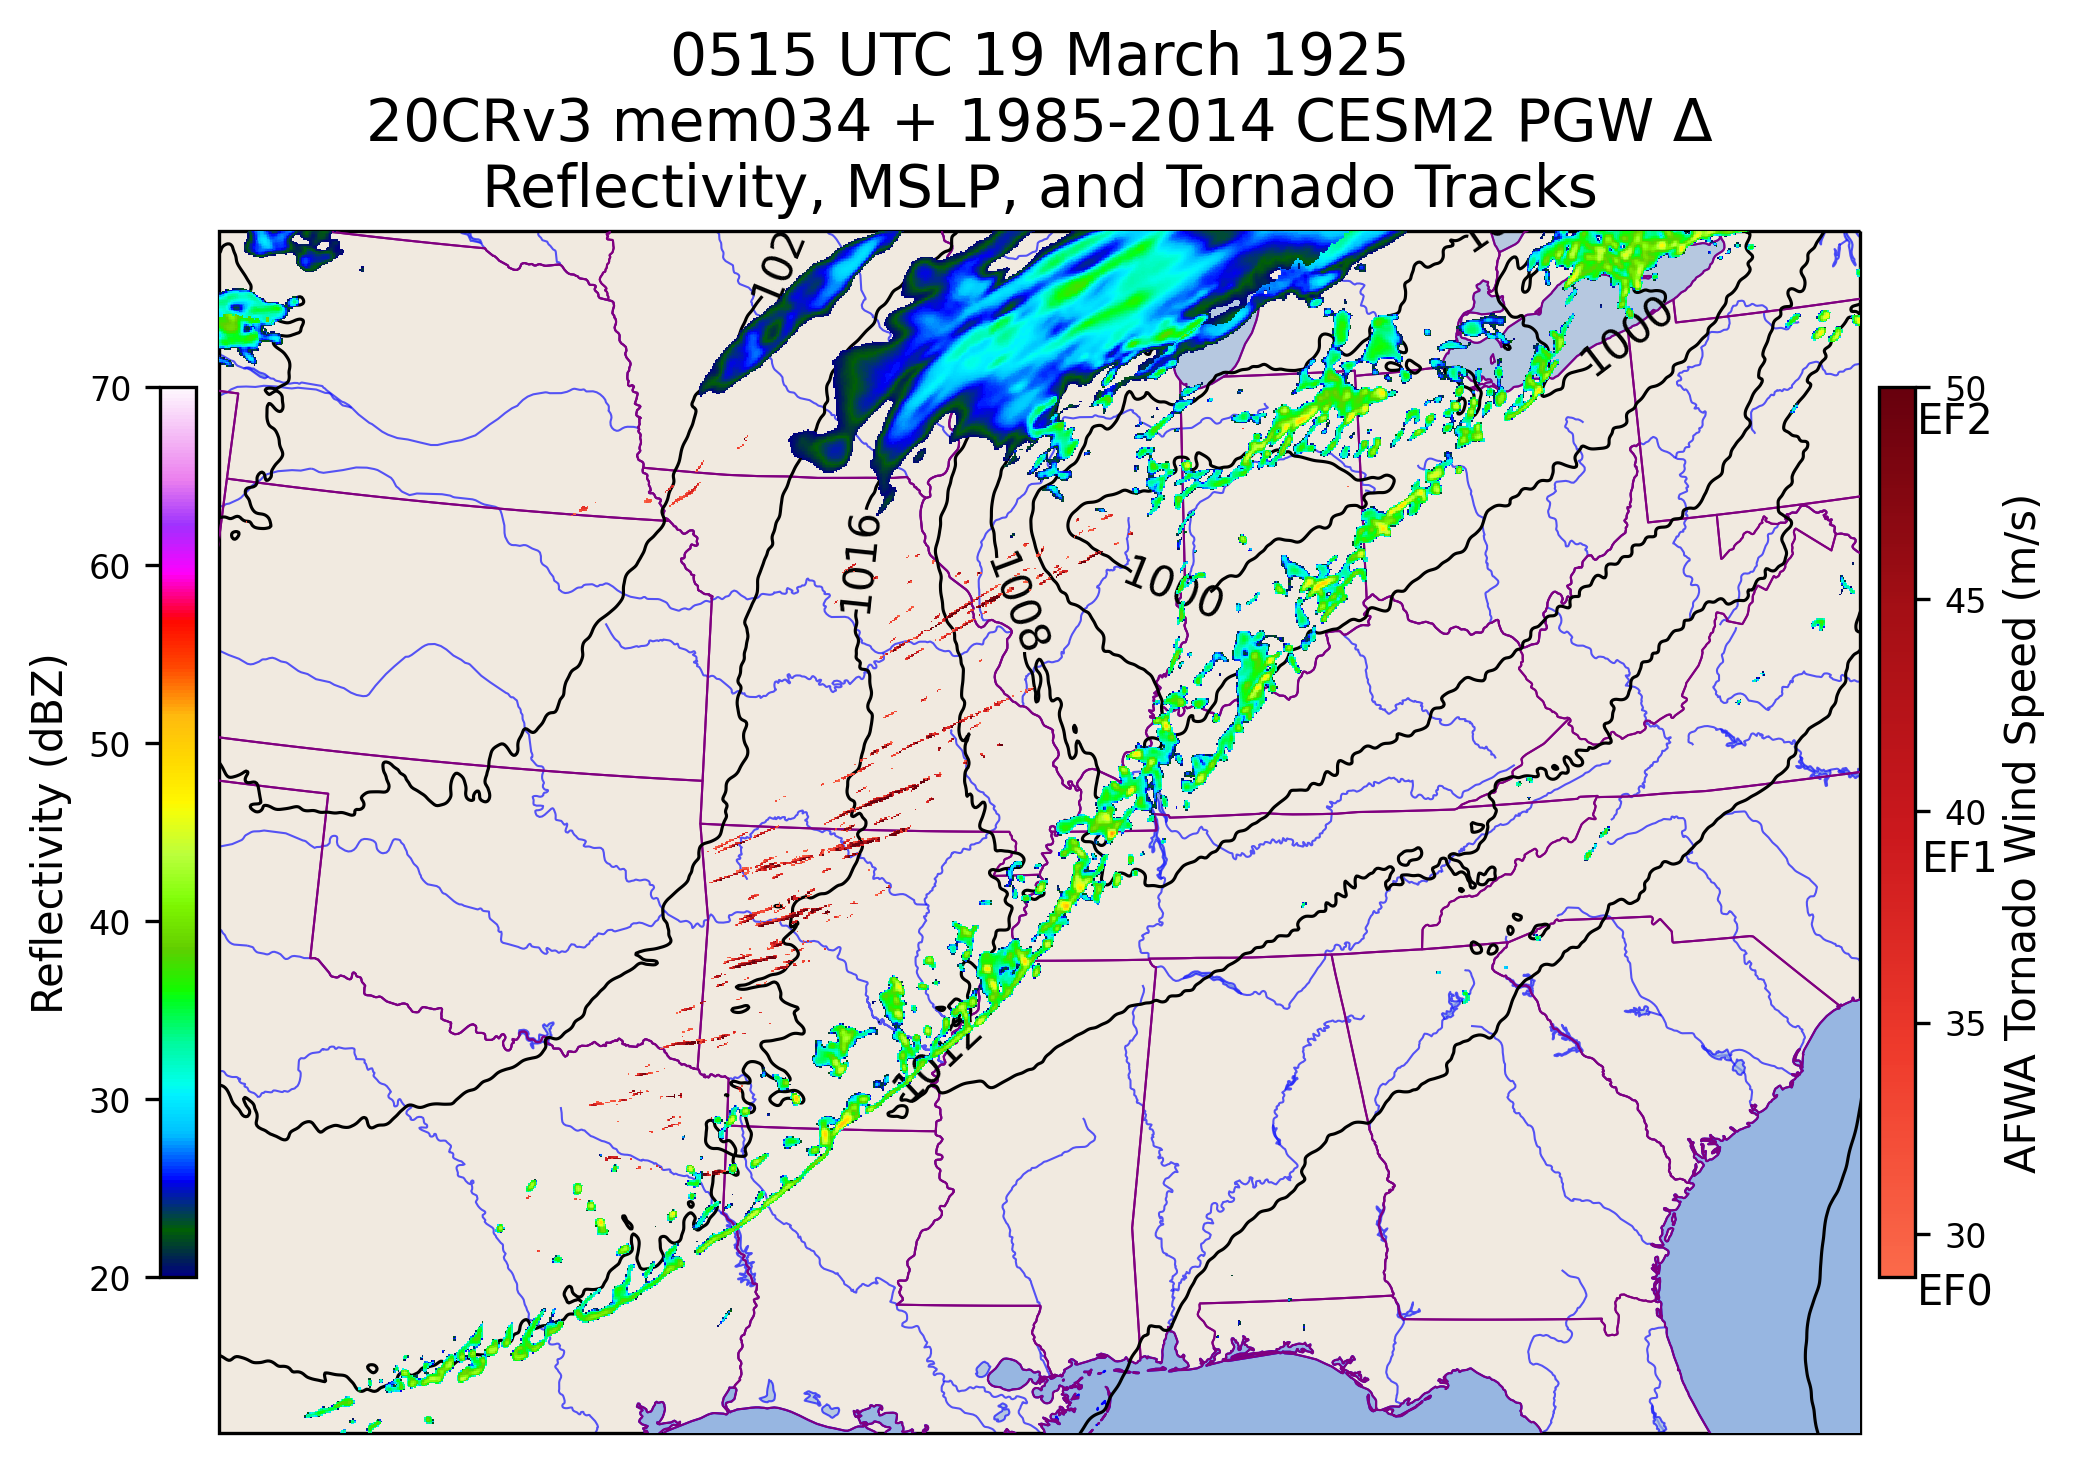 0515 UTC 19 March 1925
20CRv3 mem034 + 1985-2014 CESM2 PGW Δ
Reflectivity, MSLP, and Tornado Tracks
102
1000
1016
1008
1000
1012
Reflectivity (dBZ)
70
60
50
40
30
20
50
EF2
45
40
EF1
35
30
EF0
AFWA Tornado Wind Speed (m/s)